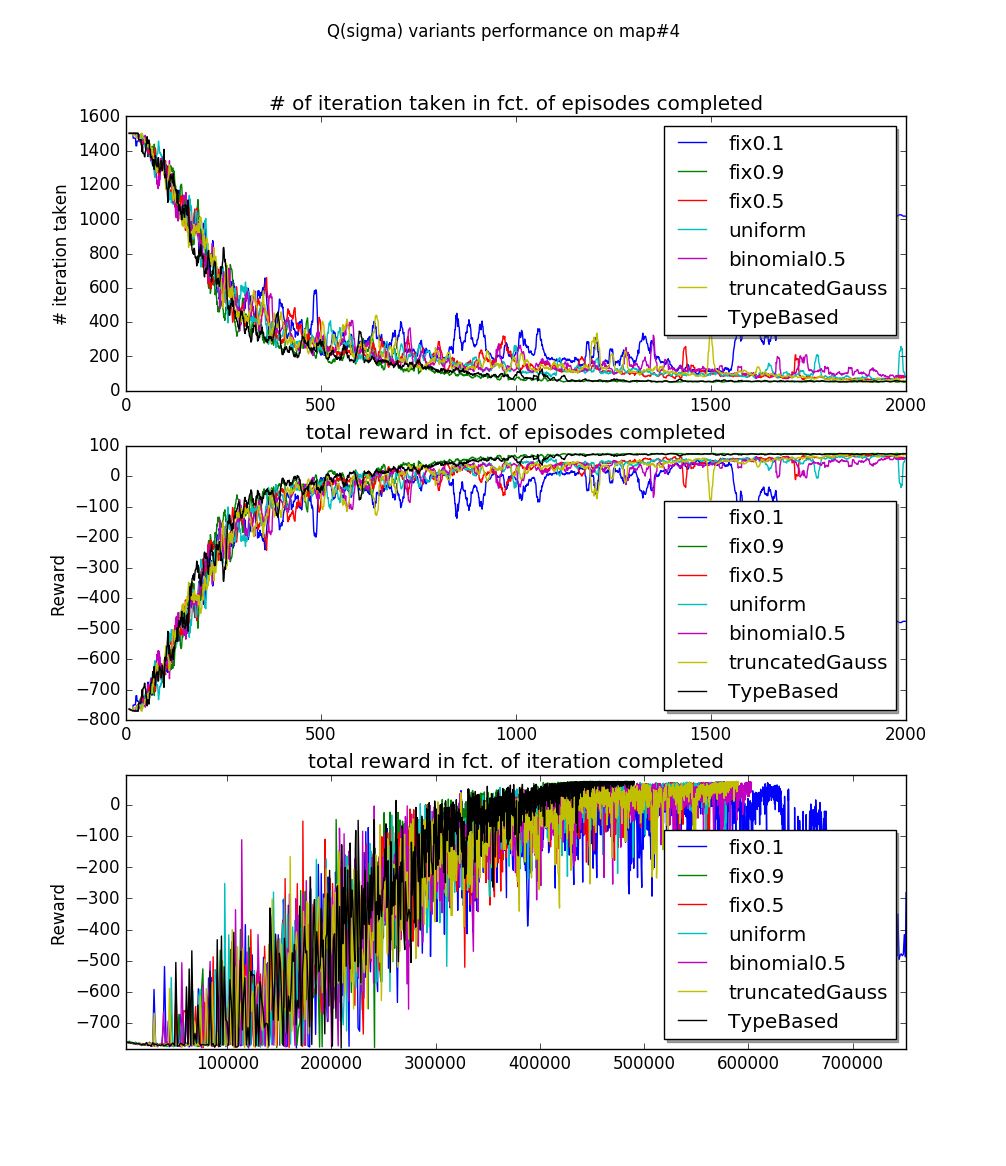 Q(sigma) variants performance on map#4
# of iteration taken in fct. of episodes completed
1600
1400
1200
1000
800
600
400
200
0
# iteration taken
fix0.1
fix0.9
fix0.5
uniform
binomial0.5
truncatedGauss
TypeBased
0 500 1000 1500 2000
total reward in fct. of episodes completed
100
0
−100
−200
−300
−400
−500
−600
−700
−800
Reward
fix0.1
fix0.9
fix0.5
uniform
binomial0.5
truncatedGauss
TypeBased
0 500 1000 1500 2000
total reward in fct. of iteration completed
0
−100
−200
−300
−400
−500
−600
−700
Reward
fix0.1
fix0.9
fix0.5
uniform
binomial0.5
truncatedGauss
TypeBased
100000 200000 300000 400000 500000 600000 700000